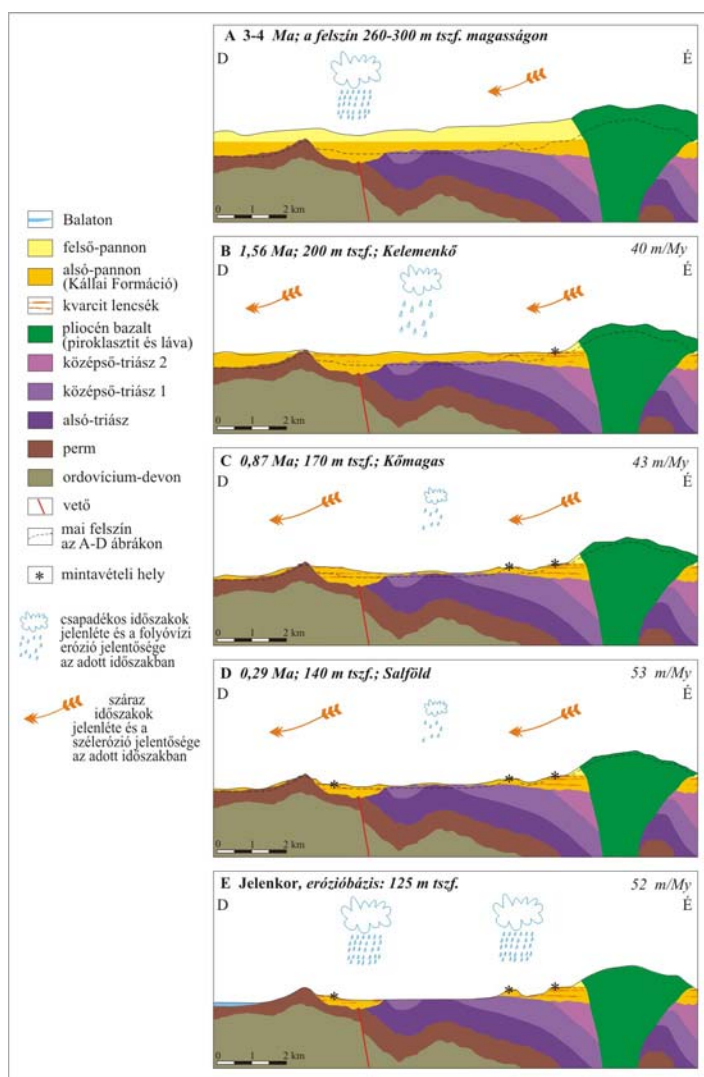 A 3-4 Ma; a felszín 260-300 m tszf. magasságon
D
É
0 1 2 km
Balaton
felső-pannon
alsó-pannon
(Kállai Formáció)
kvarcit lencsék
pliocén bazalt
(piroklasztit és láva)
középső-triász 2
középső-triász 1
alsó-triász
perm
ordovícium-devon
vető
mai felszín
az A-D ábrákon
* mintavételi hely
csapadékos időszakok
jelenléte és a folyóvízi
erózió jelentősége
az adott időszakban
száraz
időszakok
jelenléte és a
szélerózió jelentősége
az adott időszakban
B 1,56 Ma; 200 m tszf.; Kelemenkő
40 m/My
D
É
*
0 1 2 km
C 0,87 Ma; 170 m tszf.; Kőmagas
43 m/My
D
É
* *
0 1 2 km
D 0,29 Ma; 140 m tszf.; Salföld
53 m/My
D
É
* * *
0 1 2 km
E Jelenkor, erózióbázis: 125 m tszf.
52 m/My
D
É
* * *
0 1 2 km